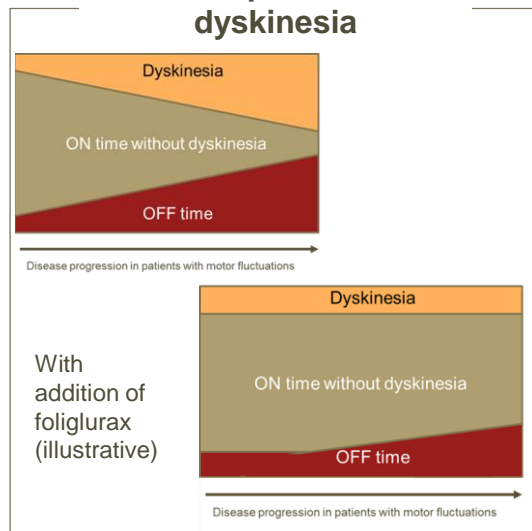 dyskinesia
Dyskinesia
ON time without dyskinesia
OFF time
Disease progression in patients with motor fluctuations
With
addition of
foliglurax
(illustrative)
Dyskinesia
ON time without dyskinesia
OFF time
Disease progression in patients with motor fluctuations